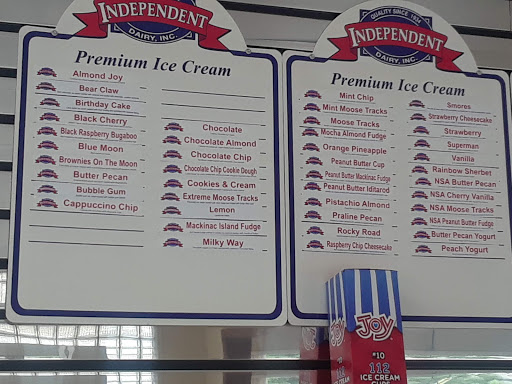 INDEPENDENT
DAIRY, INC.
Premium Ice Cream
Almond Joy
Bear Claw
Birthday Cake
Black Cherry
Black Raspberry Bugaboo
Blue Moon
Brownies On The Moon
Butter Pecan
Bubble Gum
Cappuccino Chip
Chocolate
Chocolate Almond
Chocolate Chip
Chocolate Chip Cookie Dough
Cookies & Cream
Extreme Moose Tracks
Lemon
Mackinac Island Fudge
Milky Way
QUALITY SINCE 1936
INDEPENDENT
DAIRY, INC.
Premium Ice Cream
Mint Chip
Mint Moose Tracks
Moose Tracks
Mocha Almond Fudge
Orange Pineapple
Peanut Butter Cup
Peanut Butter Mackinac Fudge
Peanut Butter Iditarod
Pistachio Almond
Praline Pecan
Rocky Road
Raspberry Chip Cheesecake
Smores
Strawberry Cheesecake
Strawberry
Superman
Vanilla
Rainbow Sherbet
NSA Butter Pecan
NSA Cherry Vanilla
NSA Moose Tracks
NSA Peanut Butter Fudge
Butter Pecan Yogurt
Peach Yogurt
JOY
#10
112
ICE CREAM
CUPS